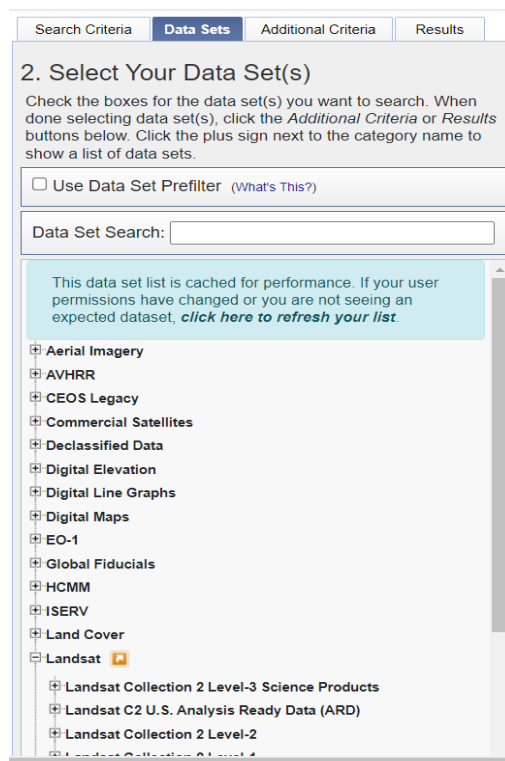 Search Criteria Data Sets Additional Criteria Results
2. Select Your Data Set(s)
Check the boxes for the data set(s) you want to search. When
done selecting data set(s), click the Additional Criteria or Results
buttons below. Click the plus sign next to the category name to
show a list of data sets.
Use Data Set Prefilter (What's This?)
Data Set Search:
This data set list is cached for performance. If your user
permissions have changed or you are not seeing an
expected dataset, click here to refresh your list.
Aerial Imagery
AVHRR
CEOS Legacy
Commercial Satellites
Declassified Data
Digital Elevation
Digital Line Graphs
Digital Maps
EO-1
Global Fiducials
HCMM
ISERV
Land Cover
Landsat
Landsat Collection 2 Level-3 Science Products
Landsat C2 U.S. Analysis Ready Data (ARD)
Landsat Collection 2 Level-2
Landsat Collection 2 Level-1